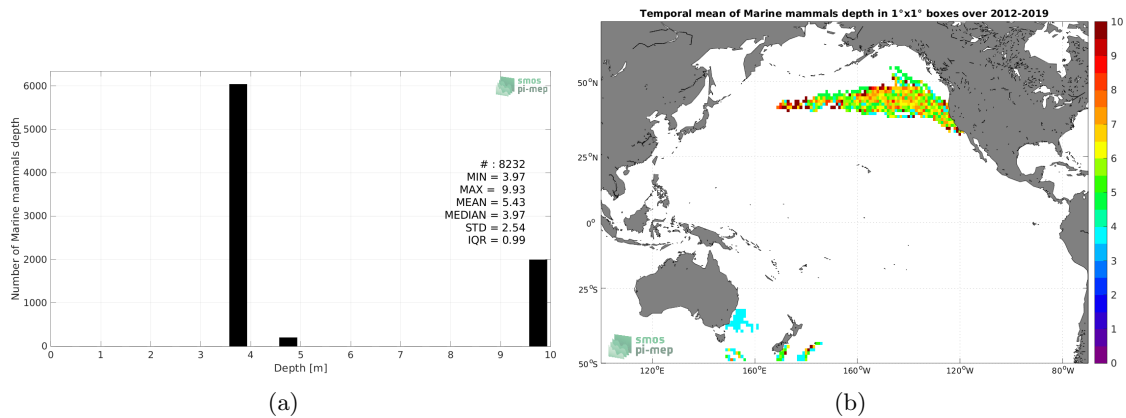 smos
pi-mep
6000
5000
4000
3000
2000
1000
0
Number of Marine mammals depth
# : 8232
MIN = 3.97
MAX = 9.93
MEAN = 5.43
MEDIAN = 3.97
STD = 2.54
IQR = 0.99
0 1 2 3 4 5 6 7 8 9 10
Depth [m]
(a)
Temporal mean of Marine mammals depth in 1°x1° boxes over 2012-2019
50°N
25°N
0°
25°S
50°S
120°E 160°E 160°W 120°W 80°W
smos
pi-mep
10
9
8
7
6
5
4
3
2
1
0
(b)